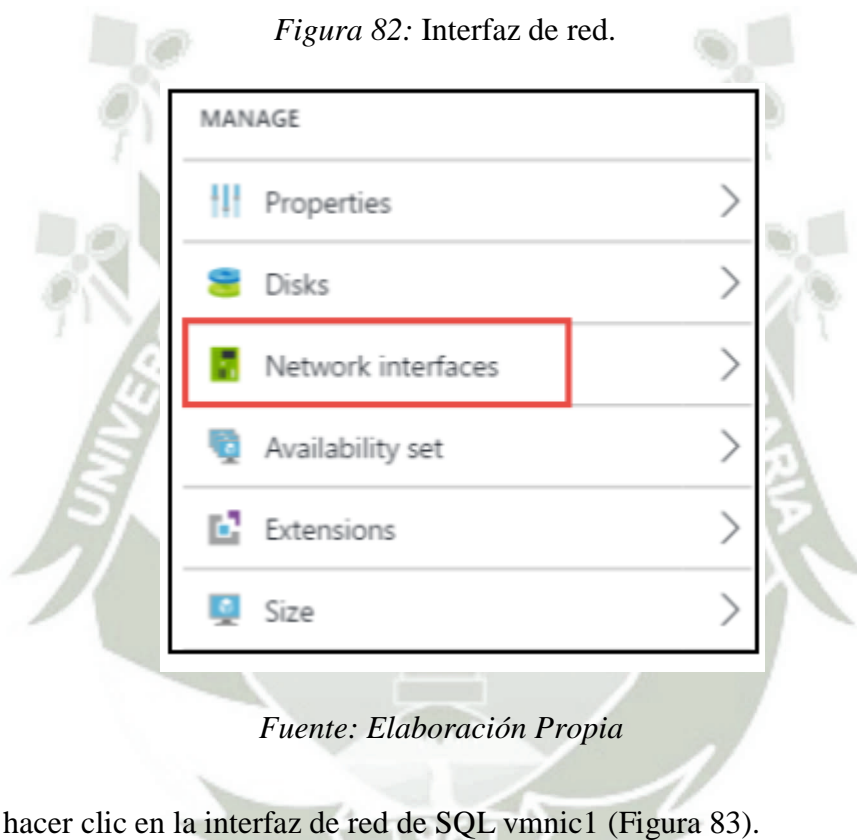 Figura 82: Interfaz de red.
MANAGE
Properties
Disks
Network interfaces
Availability set
Extensions
Size
Fuente: Elaboración Propia
hacer clic en la interfaz de red de SQL vmnic1 (Figura 83).